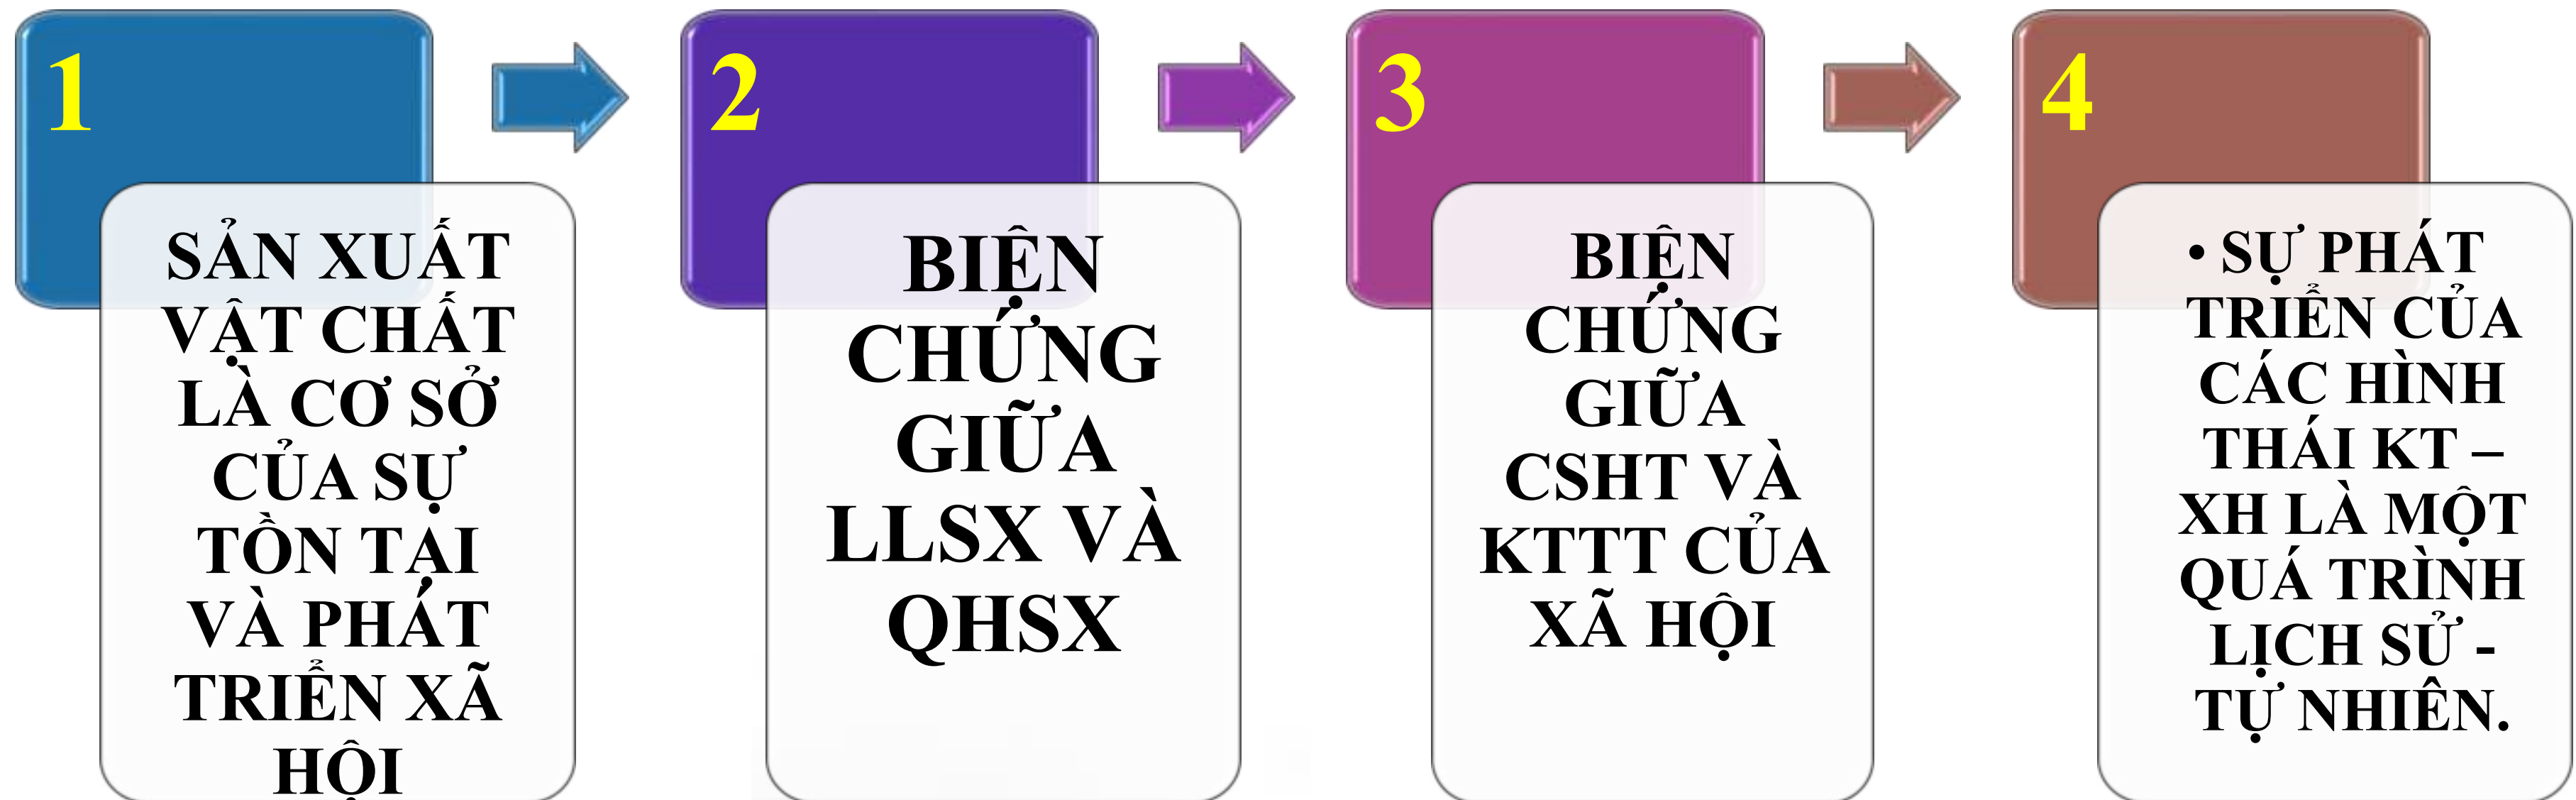 1
SẢN XUẤT
VẬT CHẤT
LÀ CƠ SỞ
CỦA SỰ
TỒN TẠI
VÀ PHÁT
TRIỂN XÃ
HỘI
2
BIỆN
CHỨNG
GIỮA
LLSX VÀ
QHSX
3
BIỆN
CHỨNG
GIỮA
CSHT VÀ
KTTT CỦA
XÃ HỘI
4
• SỰ PHÁT
TRIỂN CỦA
CÁC HÌNH
THÁI KT –
XH LÀ MỘT
QUÁ TRÌNH
LỊCH SỬ -
TỰ NHIÊN.